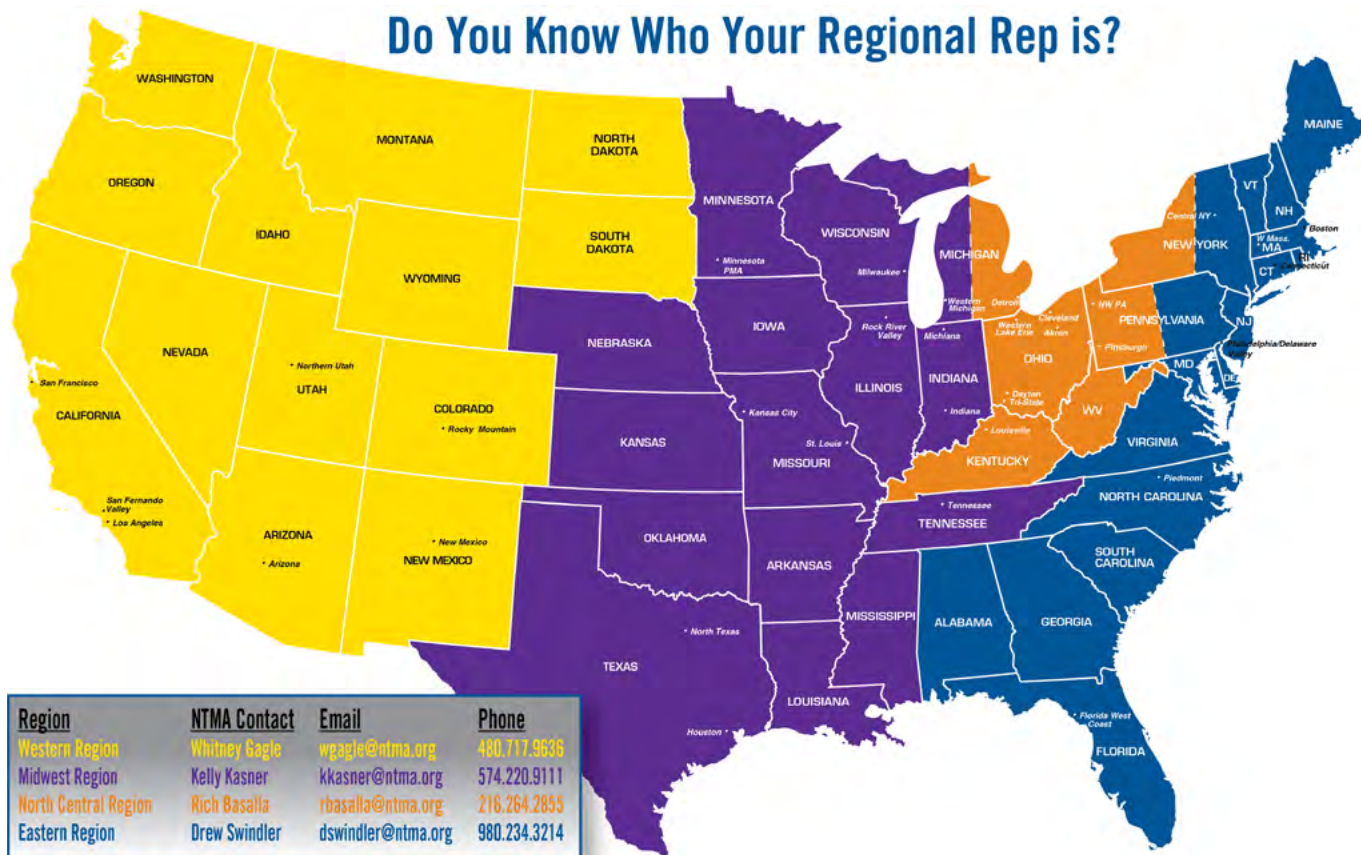 Do You Know Who Your Regional Rep is?
WASHINGTON
MONTANA
NORTH
DAKOTA
MAINE
OREGON
IDAHO
WYOMING
SOUTH
DAKOTA
MINNESOTA
Minnesota
PMA
WISCONSIN
Milwaukee
MICHIGAN
Western
Michigan
Detroit
Central NY
NEW YORK
VT
NH
Boston
W Mass.
MA
RI
CT
Connecticut
NEVADA
Northern Utah
UTAH
San Francisco
CALIFORNIA
COLORADO
Rocky Mountain
NEBRASKA
IOWA
Rock River
Valley
Michiana
ILLINOIS
INDIANA
Indiana
Western
Lake Erie
Cleveland
Akron
OHIO
Dayton
Tri-State
NW PA
PENNSYLVANIA
Pittsburgh
NJ
Philadelphia/Delaware
Valley
MD
DE
WV
VIRGINIA
KANSAS
Kansas City
St. Louis
MISSOURI
Louisville
KENTUCKY
San Fernando
Valley
Los Angeles
ARIZONA
Arizona
New Mexico
NEW MEXICO
OKLAHOMA
ARKANSAS
Tennessee
TENNESSEE
Piedmont
NORTH CAROLINA
SOUTH
CAROLINA
MISSISSIPPI
ALABAMA
GEORGIA
North Texas
TEXAS
Houston
LOUISIANA
Florida West
Coast
FLORIDA
Region NTMA Contact Email Phone
Western Region Whitney Gagle wgagle@ntma.org 480.717.9636
Midwest Region Kelly Kasner kkasner@ntma.org 574.220.9111
North Central Region Rich Basalla rbasalla@ntma.org 216.264.2855
Eastern Region Drew Swindler dswindler@ntma.org 980.234.3214